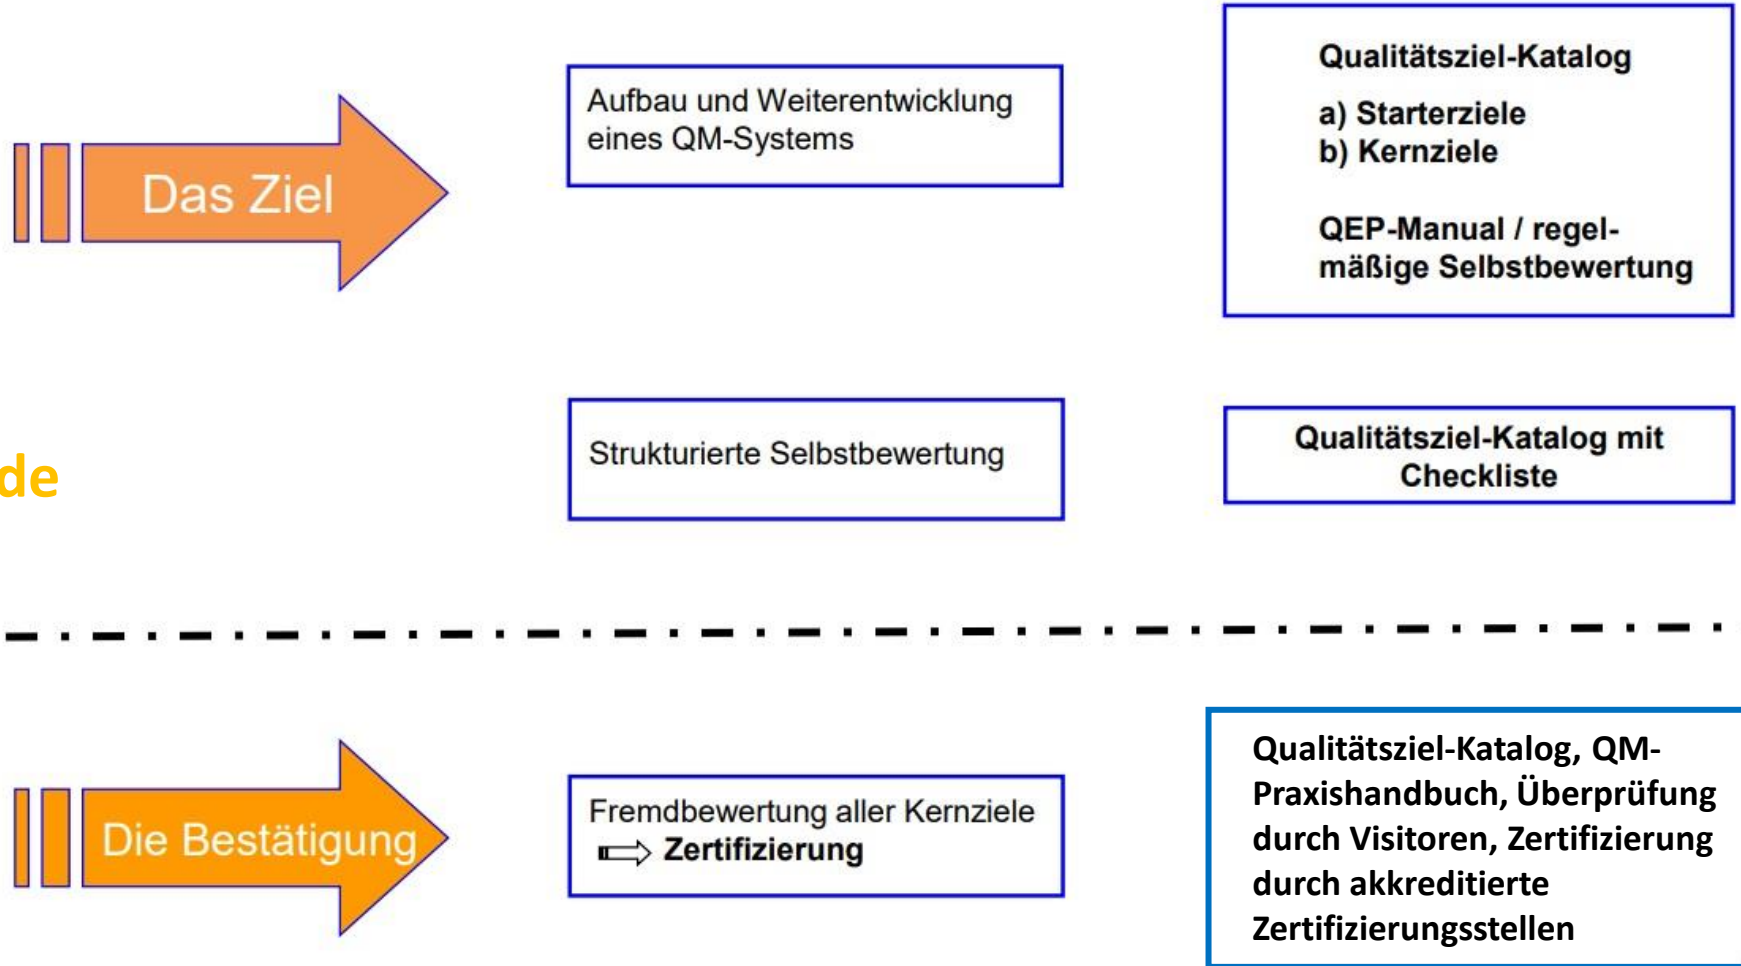 Das Ziel
Aufbau und Weiterentwicklung
eines QM-Systems
Qualitätsziel-Katalog
a) Starterziele
b) Kernziele
QEP-Manual / regel-
mäßige Selbstbewertung
de
Strukturierte Selbstbewertung
Qualitätsziel-Katalog mit
Checkliste
Die Bestätigung
Fremdbewertung aller Kernziele
Zertifizierung
Qualitätsziel-Katalog, QM-
Praxishandbuch, Überprüfung
durch Visitoren, Zertifizierung
durch akkreditierte
Zertifizierungsstellen